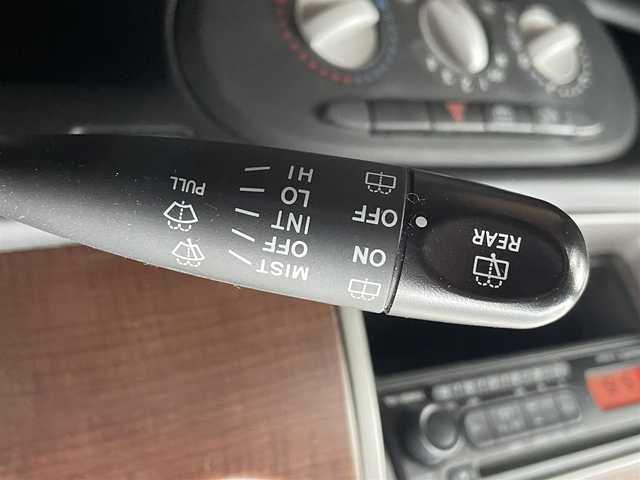 MIST
OFF
INT
LO
HI
PULL
ON
OFF
REAR